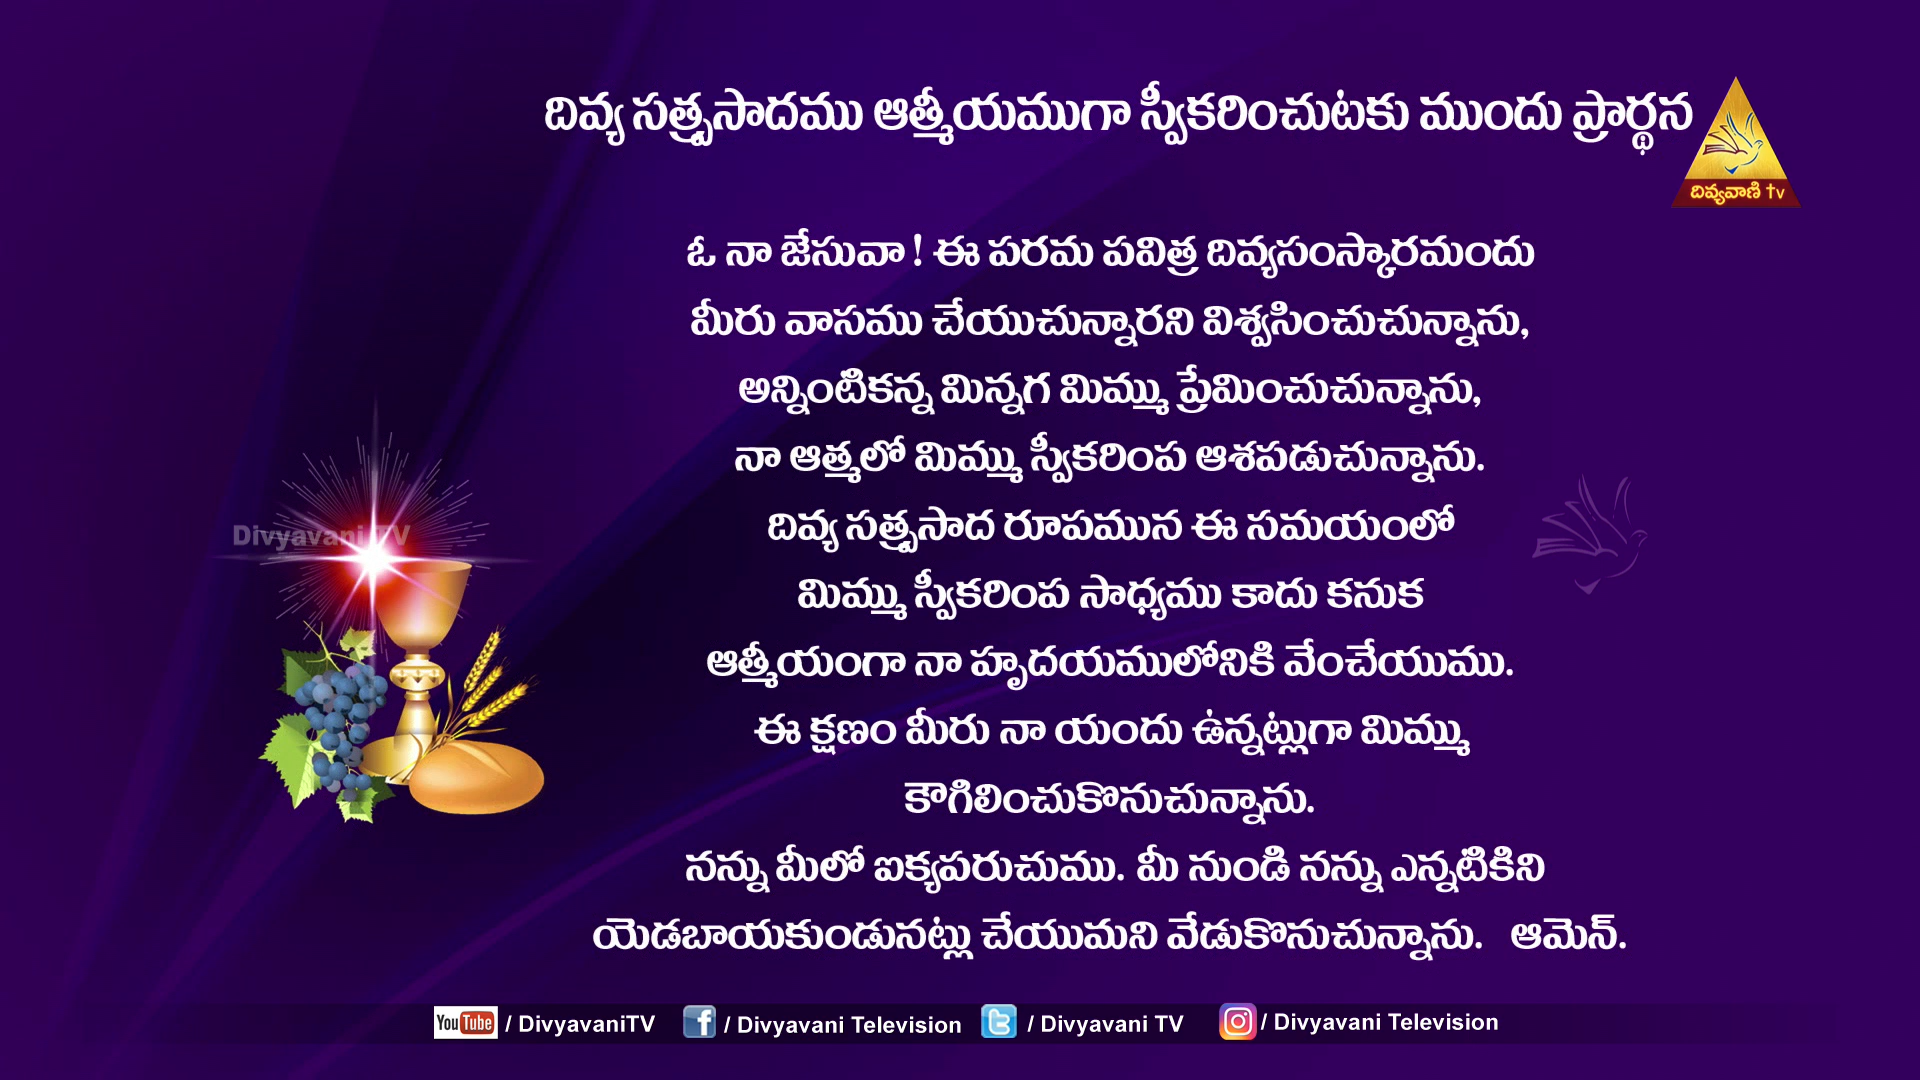 దివ్య సత్ప్రసాదము ఆత్మీయముగా స్వీకరించుటకు ముందు ప్రార్థన
దివ్యవాణి tv
ఓ నా జేసువా ! ఈ పరమ పవిత్ర దివ్యసంస్కారమందు
మీరు వాసము చేయుచున్నారని విశ్వసించుచున్నాను,
అన్నింటికన్న మిన్నగ మిమ్ము ప్రేమించుచున్నాను,
నా ఆత్మలో మిమ్ము స్వీకరింప ఆశపడుచున్నాను.
దివ్య సత్ప్రసాద రూపమున ఈ సమయంలో
Divyavani TV
మిమ్ము స్వీకరింప సాధ్యము కాదు కనుక
ఆత్మీయంగా నా హృదయములోనికి వేంచేయుము.
ఈ క్షణం మీరు నా యందు ఉన్నట్లుగా మిమ్ము
కౌగిలించుకొనుచున్నాను.
నన్ను మీలో ఐక్యపరుచుము. మీ నుండి నన్ను ఎన్నటికిని
యెడబాయకుండునట్లు చేయుమని వేడుకొనుచున్నాను. ఆమెన్.
YouTube / DivyavaniTV f / Divyavani Television / Divyavani TV / Divyavani Television